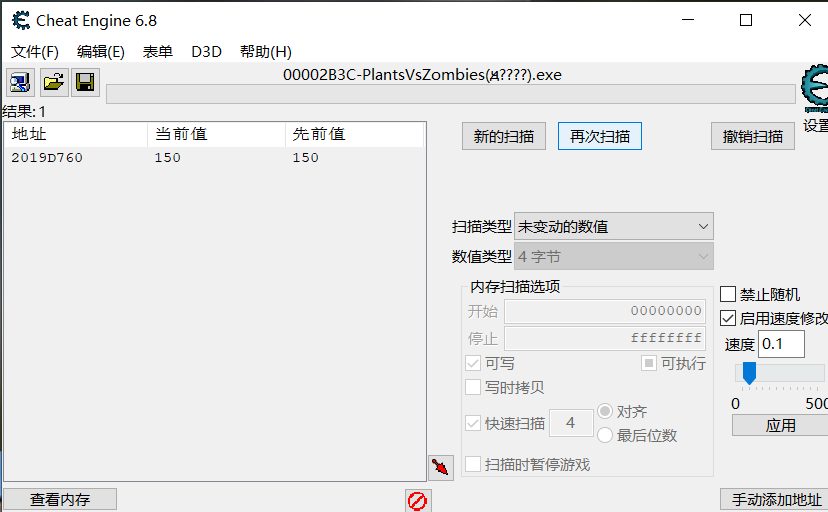 Cheat Engine 6.8
文件(F) 编辑(E) 表单 D3D 帮助(H)
00002B3C-PlantsVsZombies(д????).exe
设置
结果: 1
地址 当前值 先前值
2019D760 150 150
新的扫描 再次扫描 撤销扫描
扫描类型 未变动的数值
数值类型 4 字节
内存扫描选项
开始 00000000
停止 ffffffff
可写 可执行
写时拷贝
快速扫描 4 对齐
最后位数
扫描时暂停游戏
禁止随机
启用速度修改
速度 0.1
0 500
应用
查看内存 手动添加地址